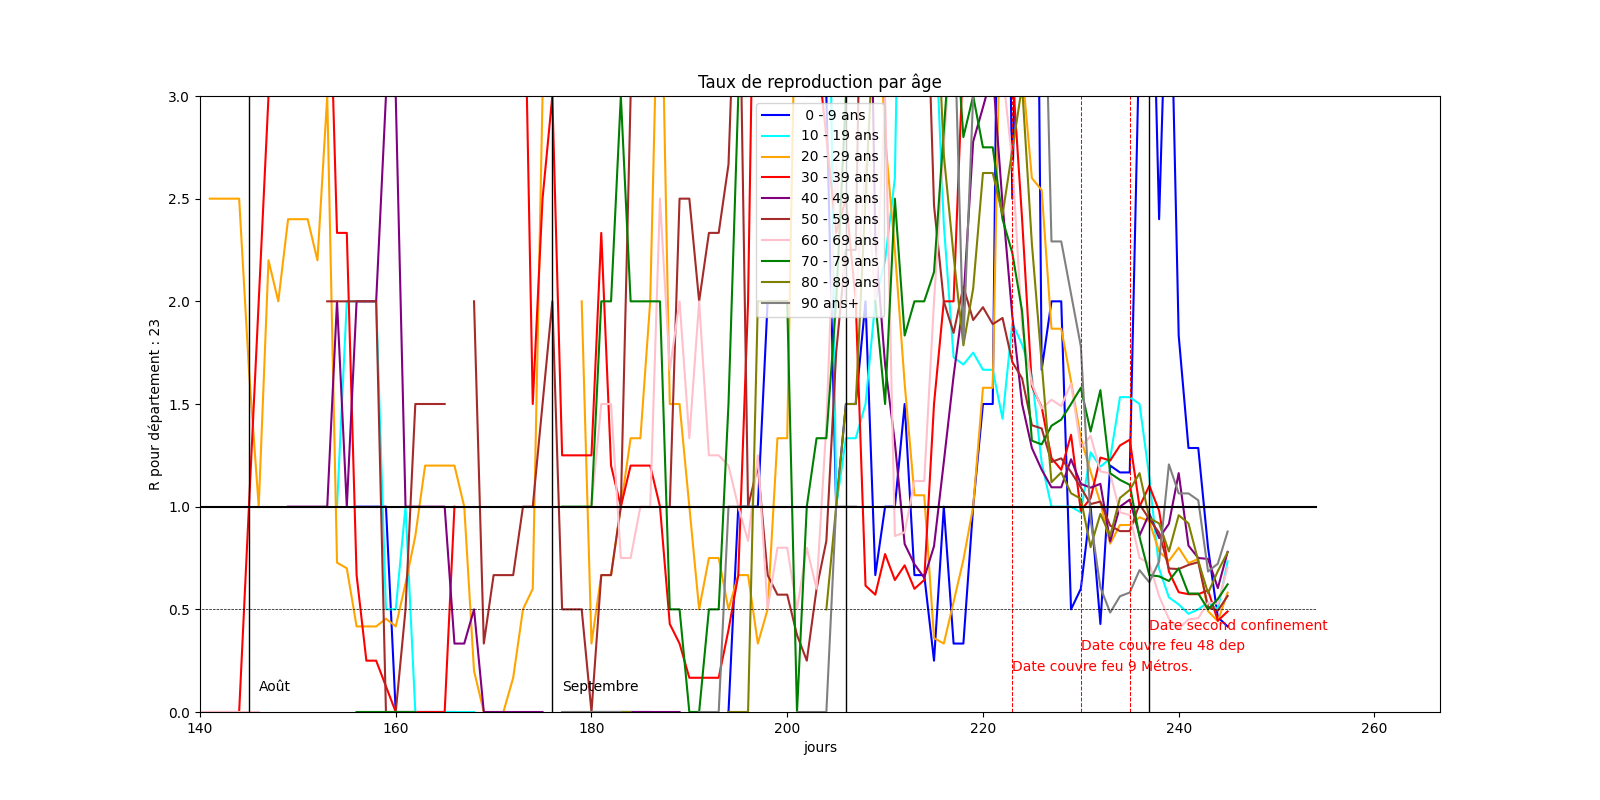 Taux de reproduction par âge
R pour département : 23
3.0
2.5
2.0
1.5
1.0
0.5
0.0
0 - 9 ans
10 - 19 ans
20 - 29 ans
30 - 39 ans
40 - 49 ans
50 - 59 ans
60 - 69 ans
70 - 79 ans
80 - 89 ans
90 ans+
Date second confinement
Date couvre feu 48 dep
Date couvre feu 9 Métros.
Août
Septembre
140
160
180
200
220
240
260
jours